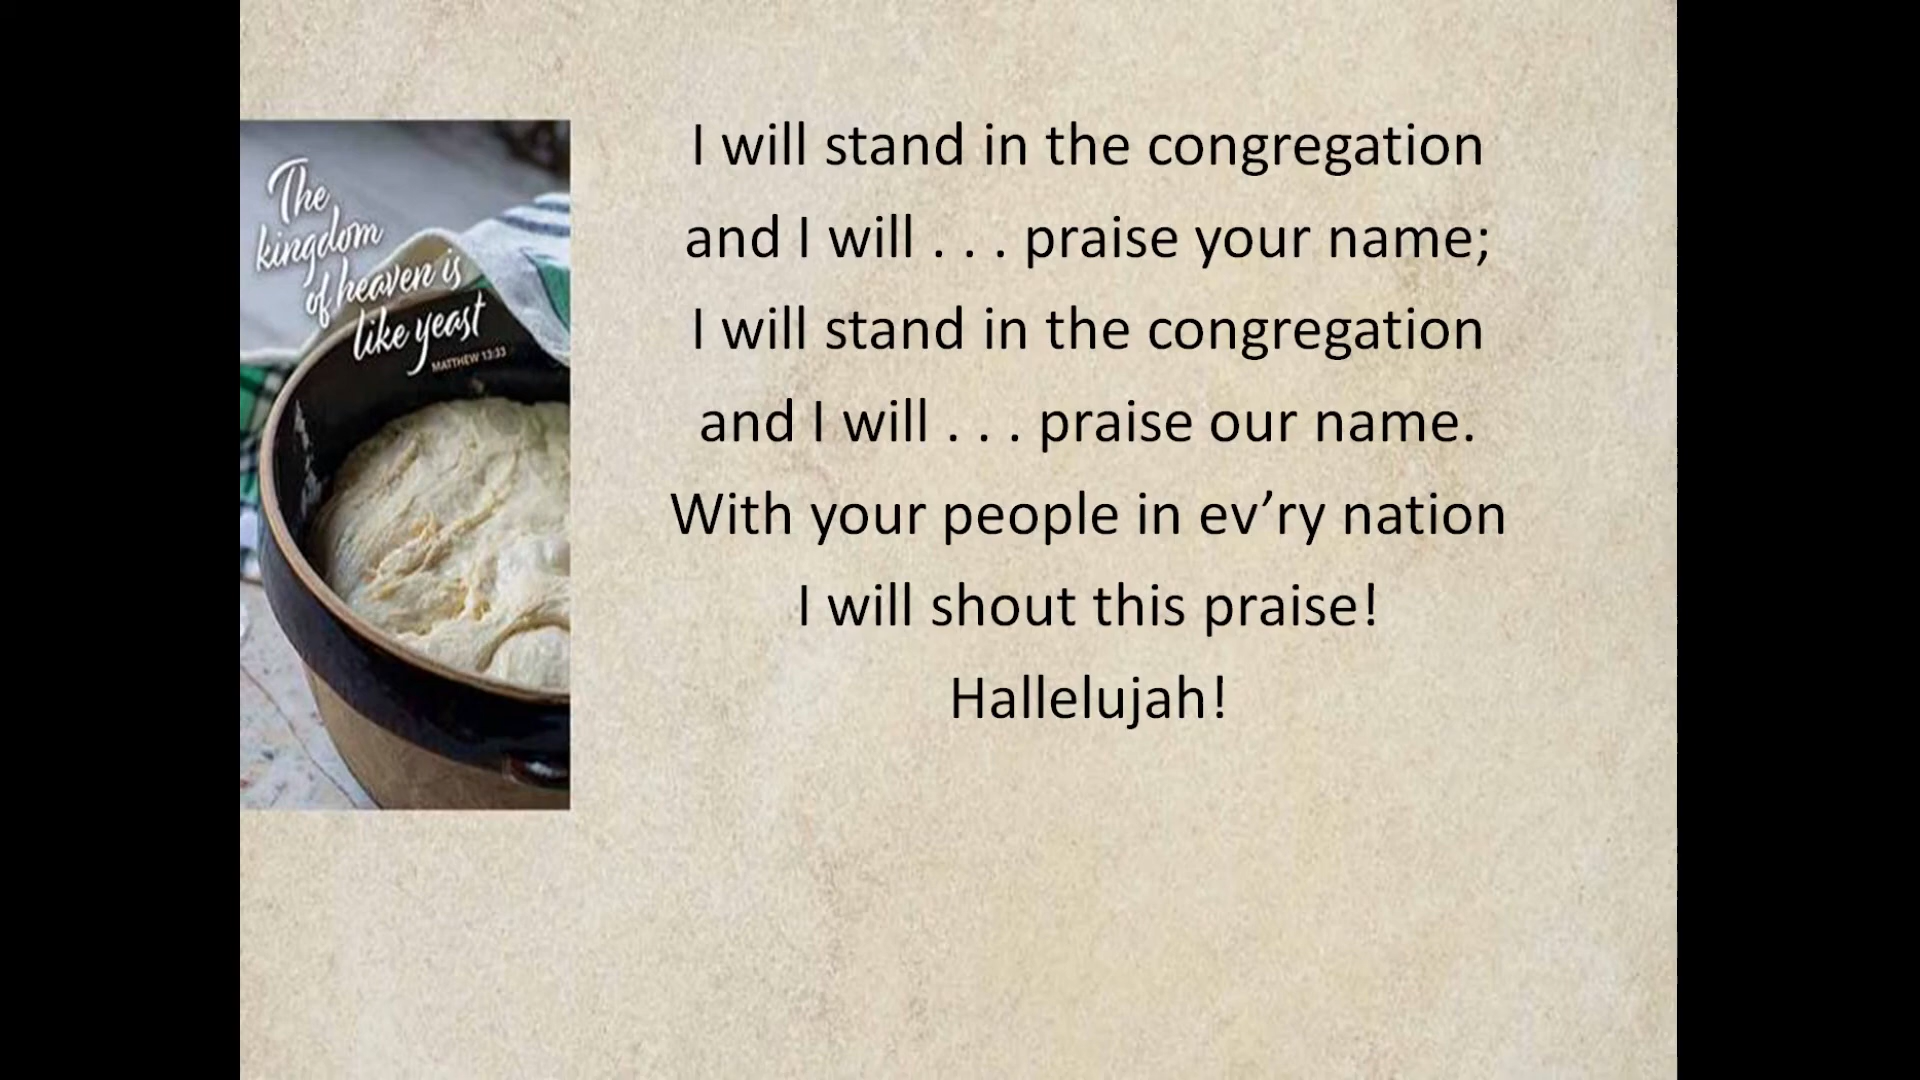 The
kingdom
of heaven is
like yeast
MATTHEW 13:33
I will stand in the congregation
and I will . . . praise your name;
I will stand in the congregation
and I will . . . praise our name.
With your people in ev’ry nation
I will shout this praise!
Hallelujah!